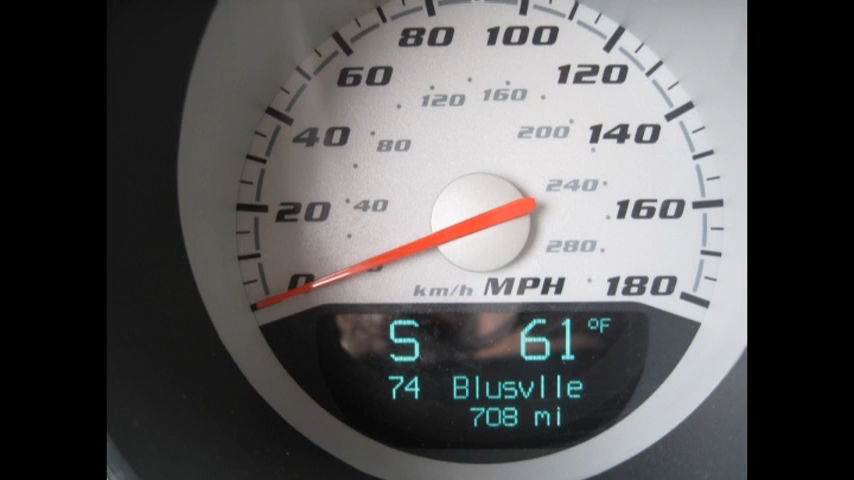 80 100
60 120
120 160
40 80 200 140
20 40 240 160
280
0 km/h MPH 180
S 61°F
74 Blusvlle
708 mi